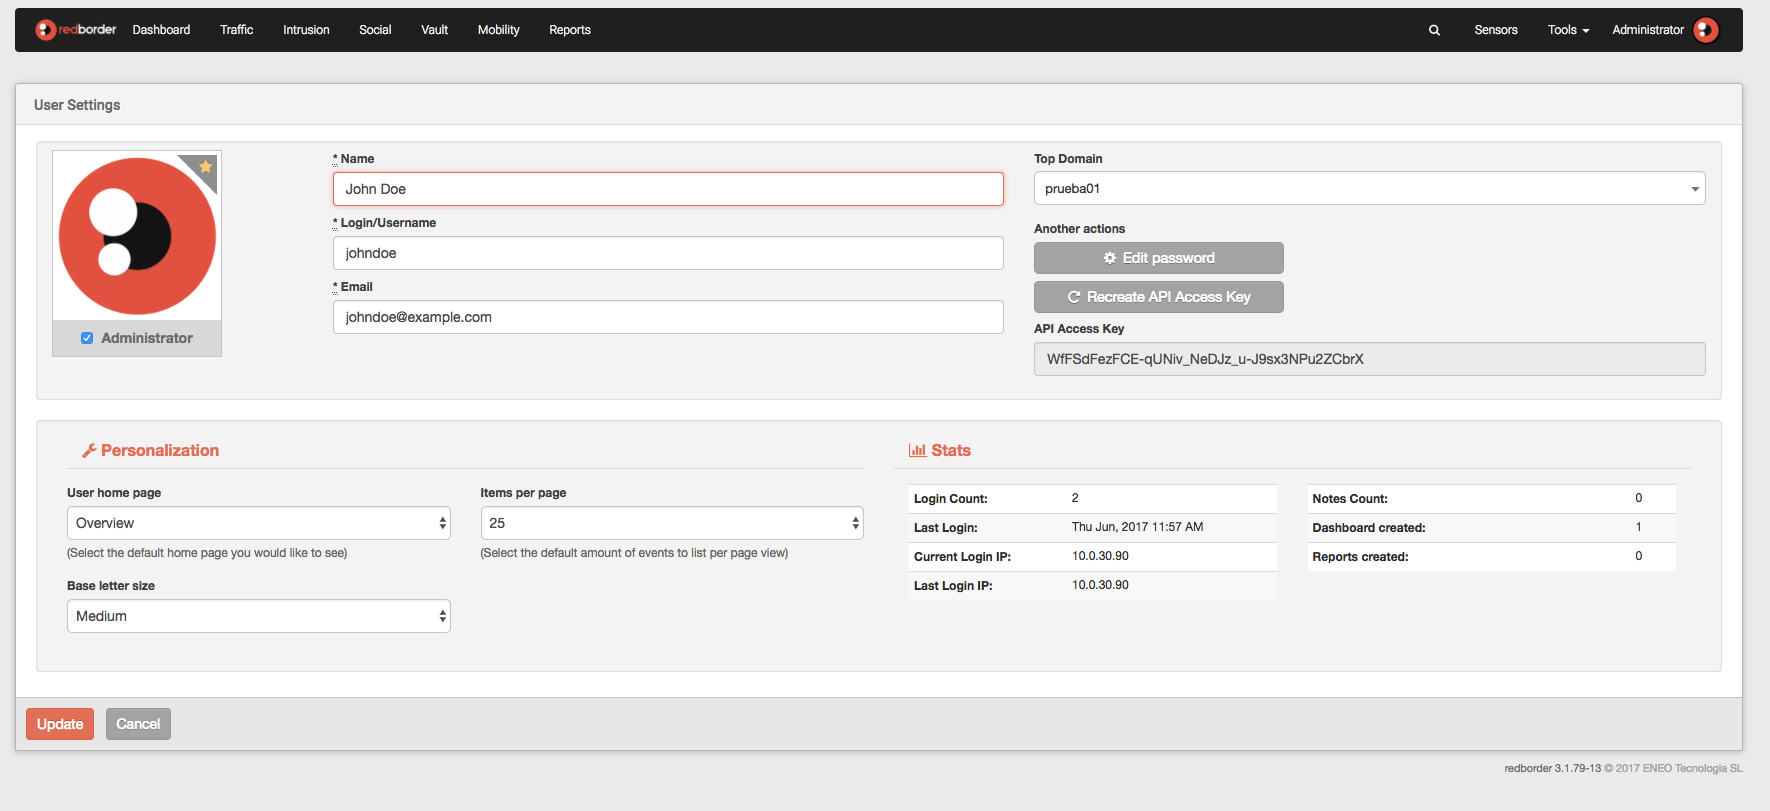 redborder Dashboard Traffic Intrusion Social Vault Mobility Reports Sensors Tools Administrator
User Settings
* Name
John Doe
* Login/Username
johndoe
* Email
johndoe@example.com
Administrator
Top Domain
prueba01
Another actions
Edit password
Recreate API Access Key
API Access Key
WfFSdFezFCE-qUNiv_NeDJz_u-J9sx3NPu2ZCbrX
Personalization
User home page
Overview
(Select the default home page you would like to see)
Items per page
25
(Select the default amount of events to list per page view)
Base letter size
Medium
Stats
Login Count: 2
Last Login: Thu Jun, 2017 11:57 AM
Current Login IP: 10.0.30.90
Last Login IP: 10.0.30.90
Notes Count: 0
Dashboard created: 1
Reports created: 0
Update Cancel
redborder 3.1.79-13 © 2017 ENEO Tecnologia SL